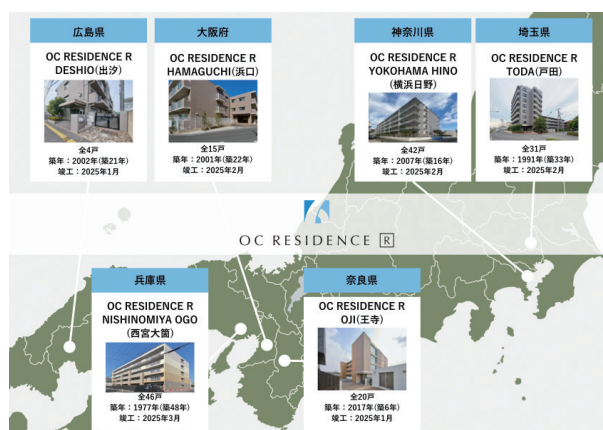 広島県
OC RESIDENCE R
DESHIO(出汐)
全4戸
築年：2002年(築21年)
竣工：2025年1月
大阪府
OC RESIDENCE R
HAMAGUCHI(浜口)
全15戸
築年：2001年(築22年)
竣工：2025年2月
神奈川県
OC RESIDENCE R
YOKOHAMA HINO
(横浜日野)
全42戸
築年：2007年(築16年)
竣工：2025年2月
埼玉県
OC RESIDENCE R
TODA(戸田)
全31戸
築年：1991年(築33年)
竣工：2025年2月
OC RESIDENCE R
兵庫県
OC RESIDENCE R
NISHINOMIYA OGO
(西宮大箇)
全46戸
築年：1977年(築48年)
竣工：2025年3月
奈良県
OC RESIDENCE R
OJI(王寺)
全20戸
築年：2017年(築6年)
竣工：2025年1月